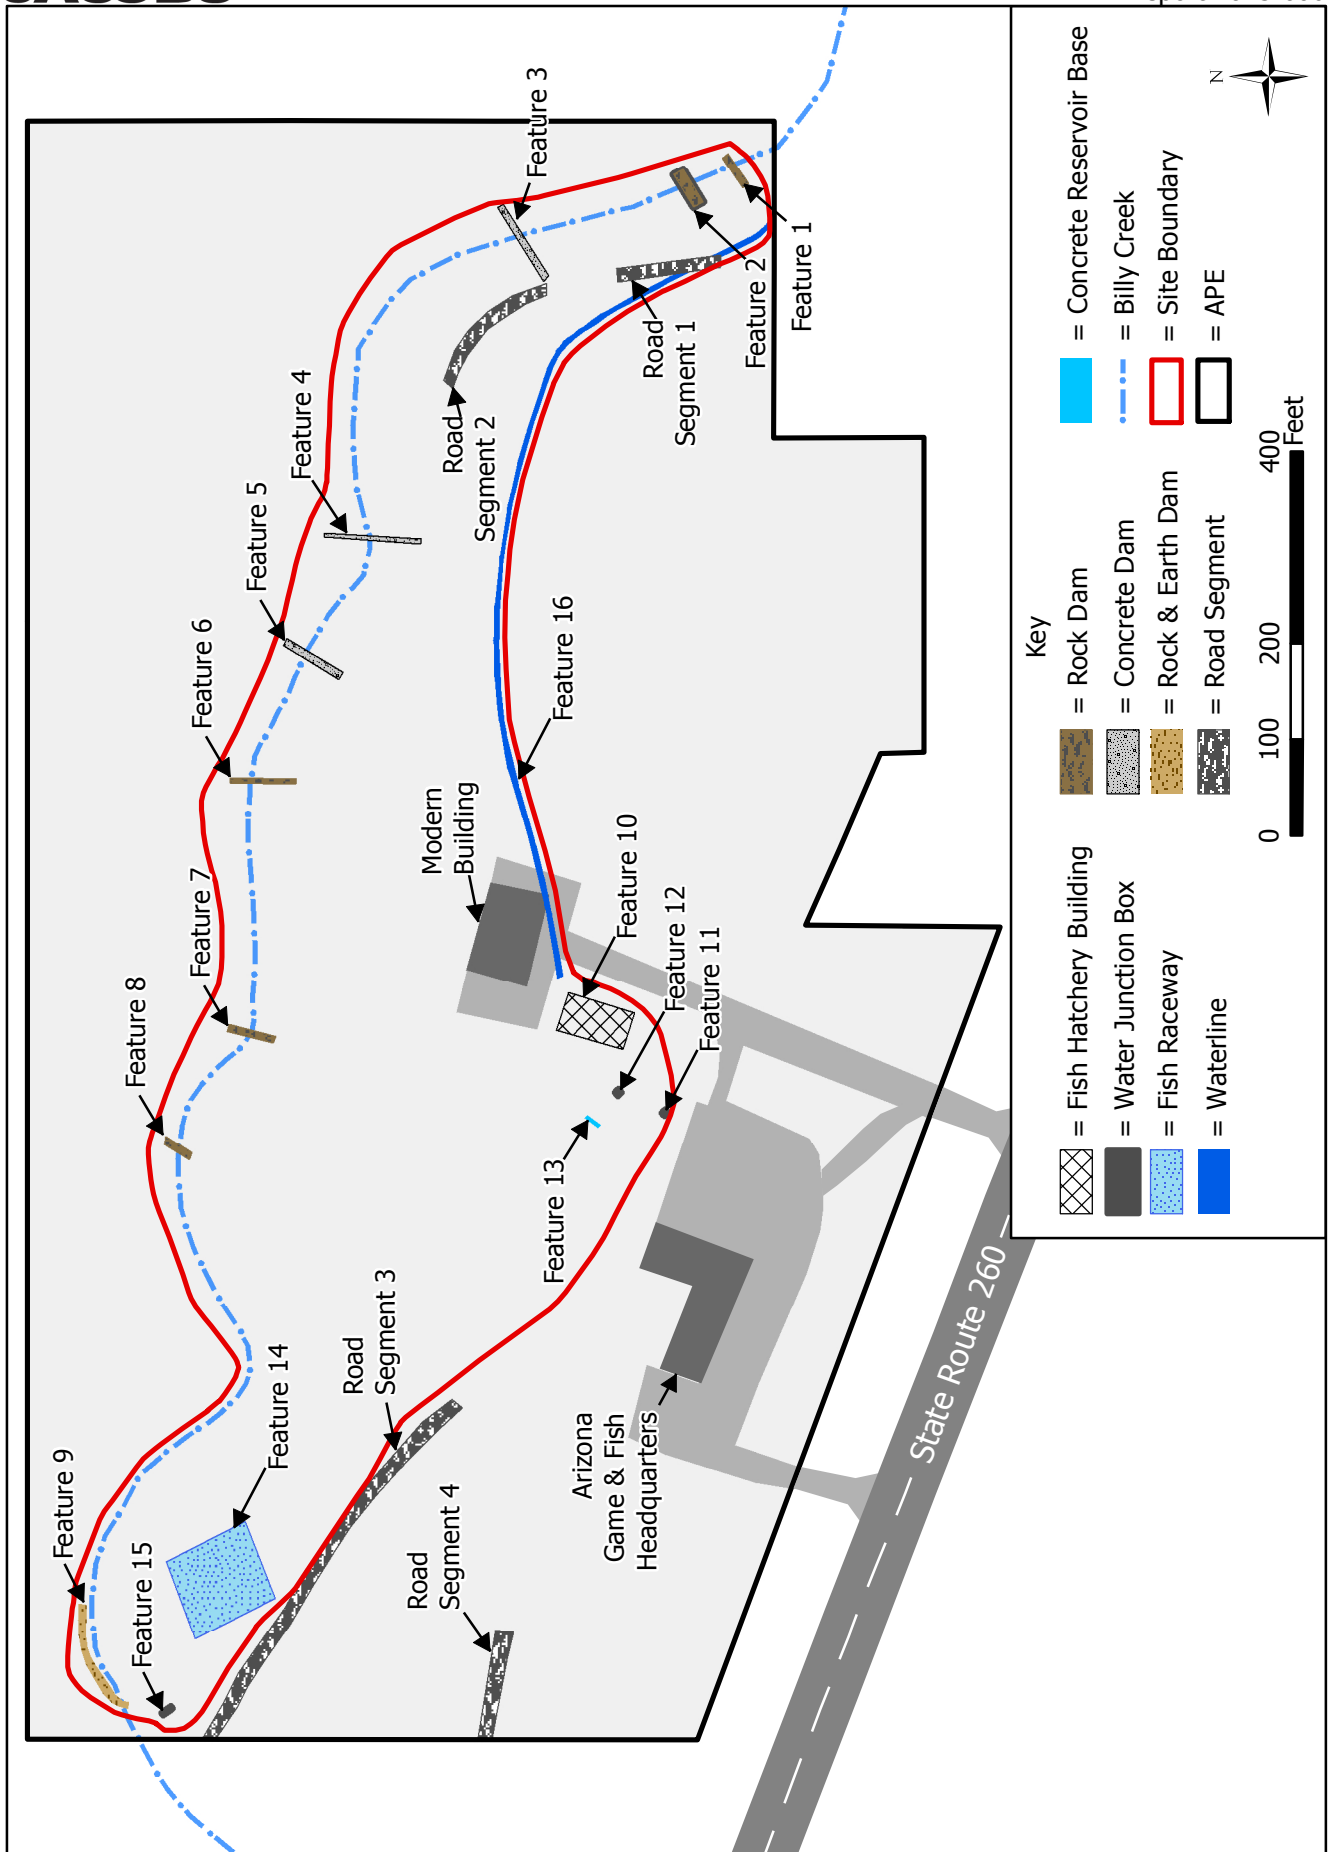 Feature 3
Feature 4
Feature 5
Feature 6
Feature 7
Feature 8
Feature 9
Feature 1
Feature 2
Road
Segment 1
Road
Segment 2
Feature 16
Modern
Building
Feature 10
Feature 12
Feature 11
Feature 13
Feature 14
Feature 15
Road
Segment 3
Road
Segment 4
Arizona
Game & Fish
Headquarters
State Route 260
Key
= Fish Hatchery Building
= Water Junction Box
= Fish Raceway
= Waterline
= Rock Dam
= Concrete Dam
= Rock & Earth Dam
= Road Segment
= Concrete Reservoir Base
= Billy Creek
= Site Boundary
= APE
0 100 200 400
Feet
N